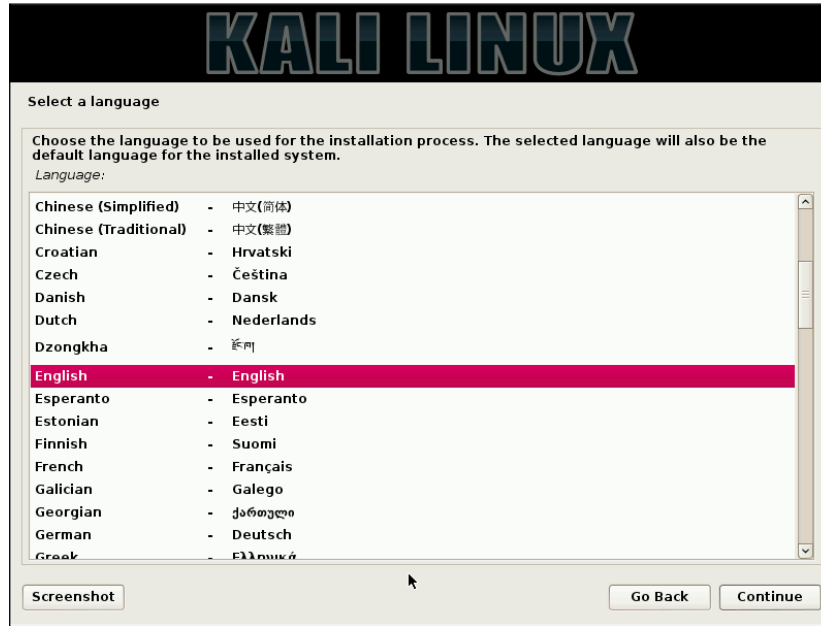 KALI LINUX
Select a language
Choose the language to be used for the installation process. The selected language will also be the
default language for the installed system.
Language:
Chinese (Simplified) - 中文(简体)
Chinese (Traditional) - 中文(繁體)
Croatian - Hrvatski
Czech - Čeština
Danish - Dansk
Dutch - Nederlands
Dzongkha - རྫོང་ཁ།
English - English
Esperanto - Esperanto
Estonian - Eesti
Finnish - Suomi
French - Français
Galician - Galego
Georgian - ქართული
German - Deutsch
Greek - Ελληνικά
Screenshot Go Back Continue